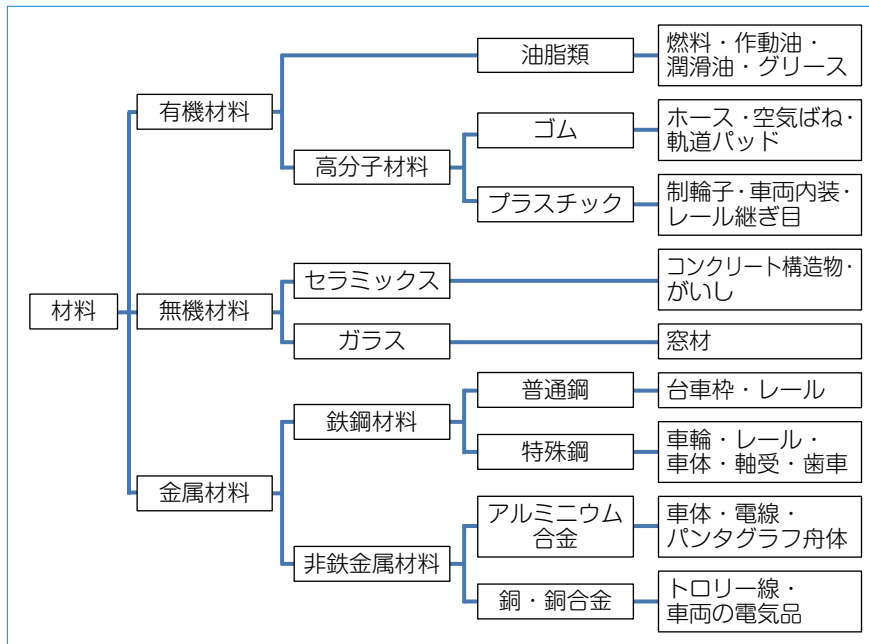 材料
有機材料
油脂類
燃料・作動油・
潤滑油・グリース
高分子材料
ゴム
ホース・空気ばね・
軌道パッド
プラスチック
制輪子・車両内装・
レール継ぎ目
無機材料
セラミックス
コンクリート構造物・
がいし
ガラス
窓材
金属材料
鉄鋼材料
普通鋼
台車枠・レール
特殊鋼
車輪・レール・
車体・軸受・歯車
非鉄金属材料
アルミニウム
合金
車体・電線・
パンタグラフ舟体
銅・銅合金
トロリー線・
車両の電気品